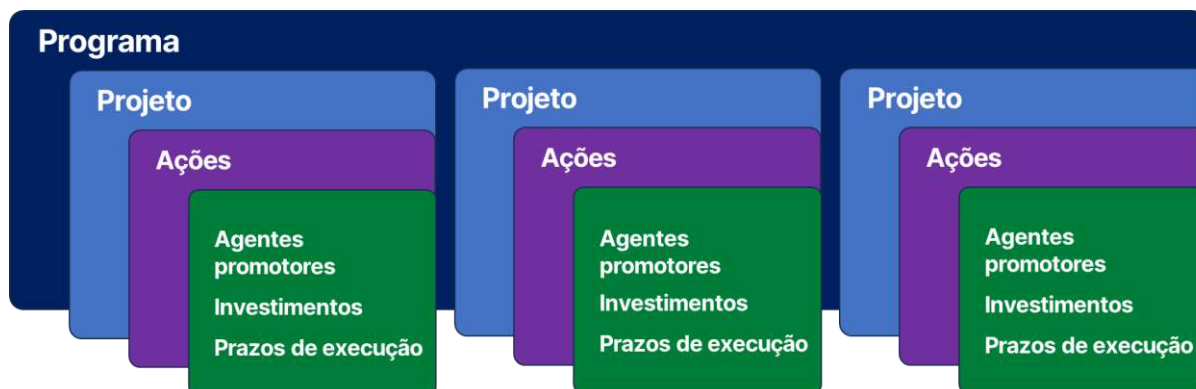 Programa
Projeto
Ações
Agentes
promotores
Investimentos
Prazos de execução
Projeto
Ações
Agentes
promotores
Investimentos
Prazos de execução
Projeto
Ações
Agentes
promotores
Investimentos
Prazos de execução